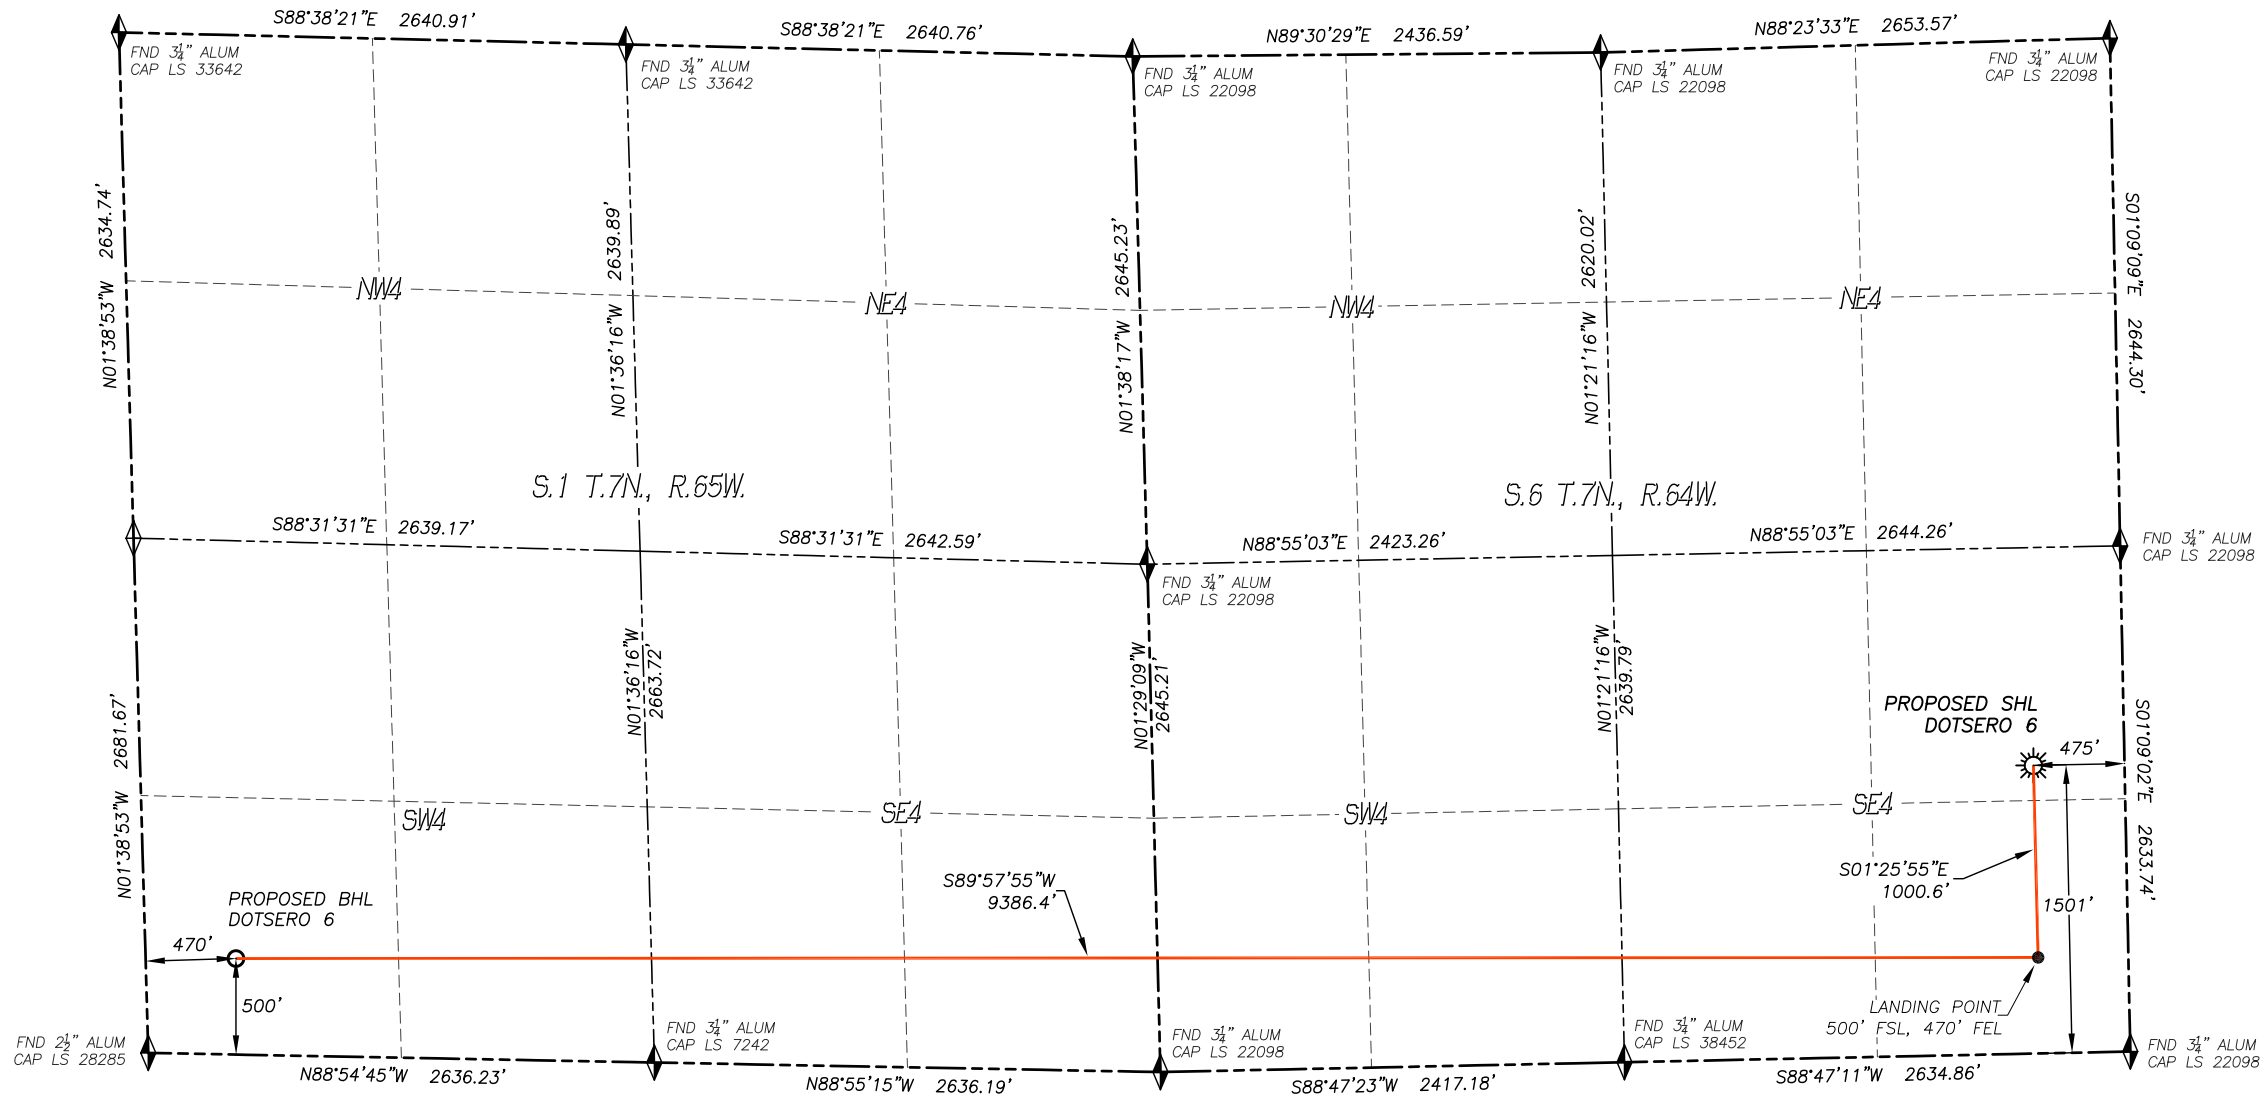 S88°38'21"E 2640.91'
S88°38'21"E 2640.76'
N89°30'29"E 2436.59'
N88°23'33"E 2653.57'
FND 3¼" ALUM
CAP LS 33642
FND 3¼" ALUM
CAP LS 33642
FND 3¼" ALUM
CAP LS 22098
FND 3¼" ALUM
CAP LS 22098
FND 3¼" ALUM
CAP LS 22098
N01°38'53"W 2634.74'
N01°36'16"W 2639.89'
N01°38'17"W 2645.23'
N01°21'16"W 2620.02'
S01°09'09"E 2644.30'
NW4
NE4
NW4
NE4
S.1 T.7N., R.65W.
S.6 T.7N., R.64W.
S88°31'31"E 2639.17'
S88°31'31"E 2642.59'
N88°55'03"E 2423.26'
N88°55'03"E 2644.26'
FND 3¼" ALUM
CAP LS 22098
FND 3¼" ALUM
CAP LS 22098
N01°38'53"W 2681.67'
N01°36'16"W
2663.72'
N01°29'09"W
2645.21'
N01°21'16"W
2639.79'
S01°09'02"E 2633.74'
PROPOSED SHL
DOTSERO 6
475'
SW4
SE4
SW4
SE4
S01°25'55"E
1000.6'
1501'
S89°57'55"W
9386.4'
PROPOSED BHL
DOTSERO 6
470'
500'
LANDING POINT
500' FSL, 470' FEL
FND 2½" ALUM
CAP LS 28285
FND 3¼" ALUM
CAP LS 7242
FND 3¼" ALUM
CAP LS 22098
FND 3¼" ALUM
CAP LS 38452
FND 3¼" ALUM
CAP LS 22098
N88°54'45"W 2636.23'
N88°55'15"W 2636.19'
S88°47'23"W 2417.18'
S88°47'11"W 2634.86'